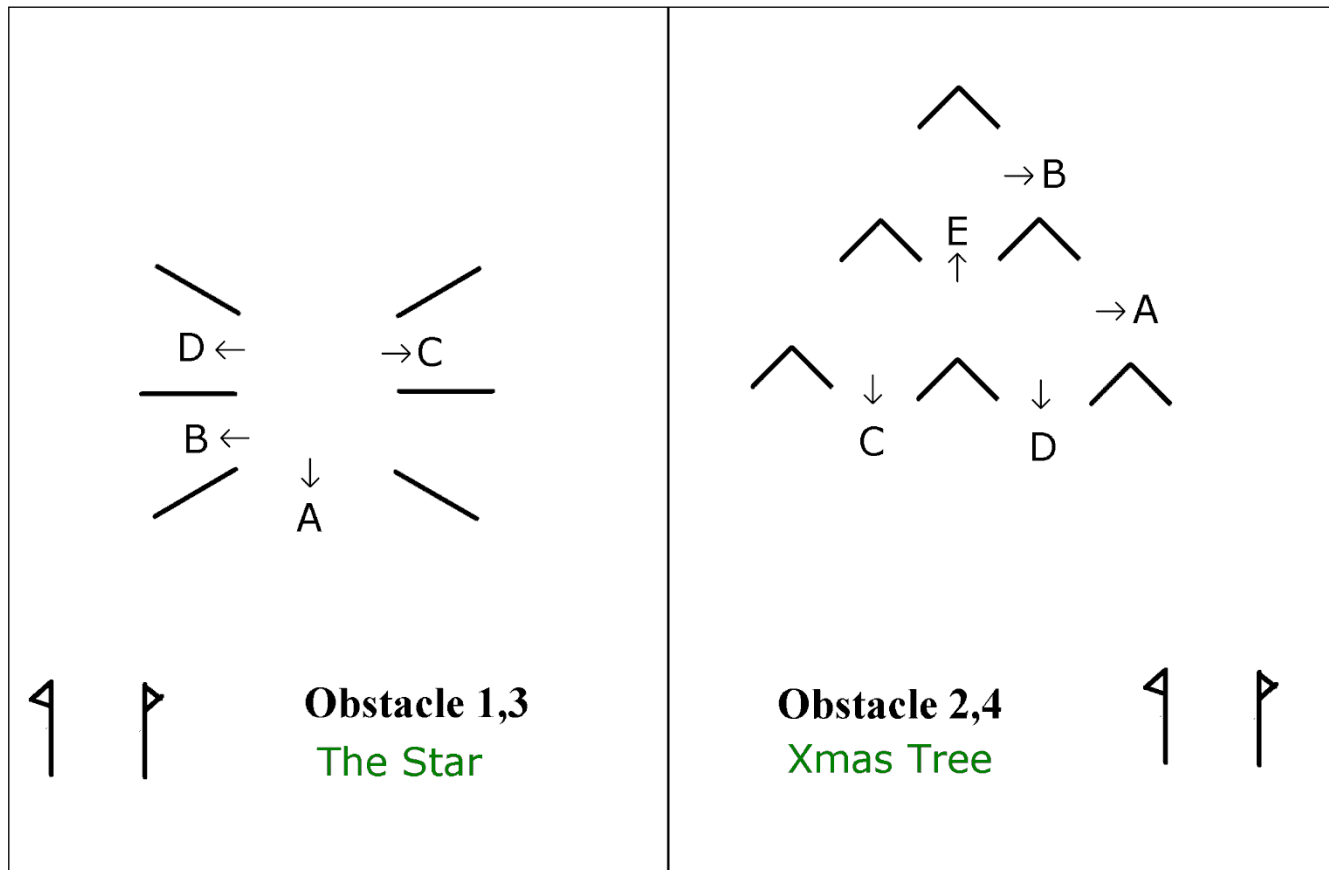 D ←
→ C
B ←
↓
A
Obstacle 1,3
The Star
→ B
E
↑
→ A
↓ ↓
C D
Obstacle 2,4
Xmas Tree